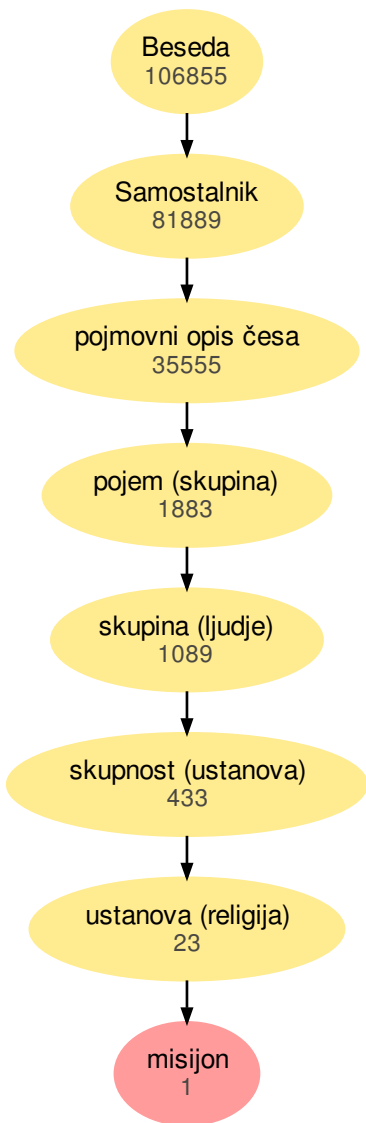 Beseda
106855
Samostalnik
81889
pojmovni opis česa
35555
pojem (skupina)
1883
skupina (ljudje)
1089
skupnost (ustanova)
433
ustanova (religija)
23
misijon
1